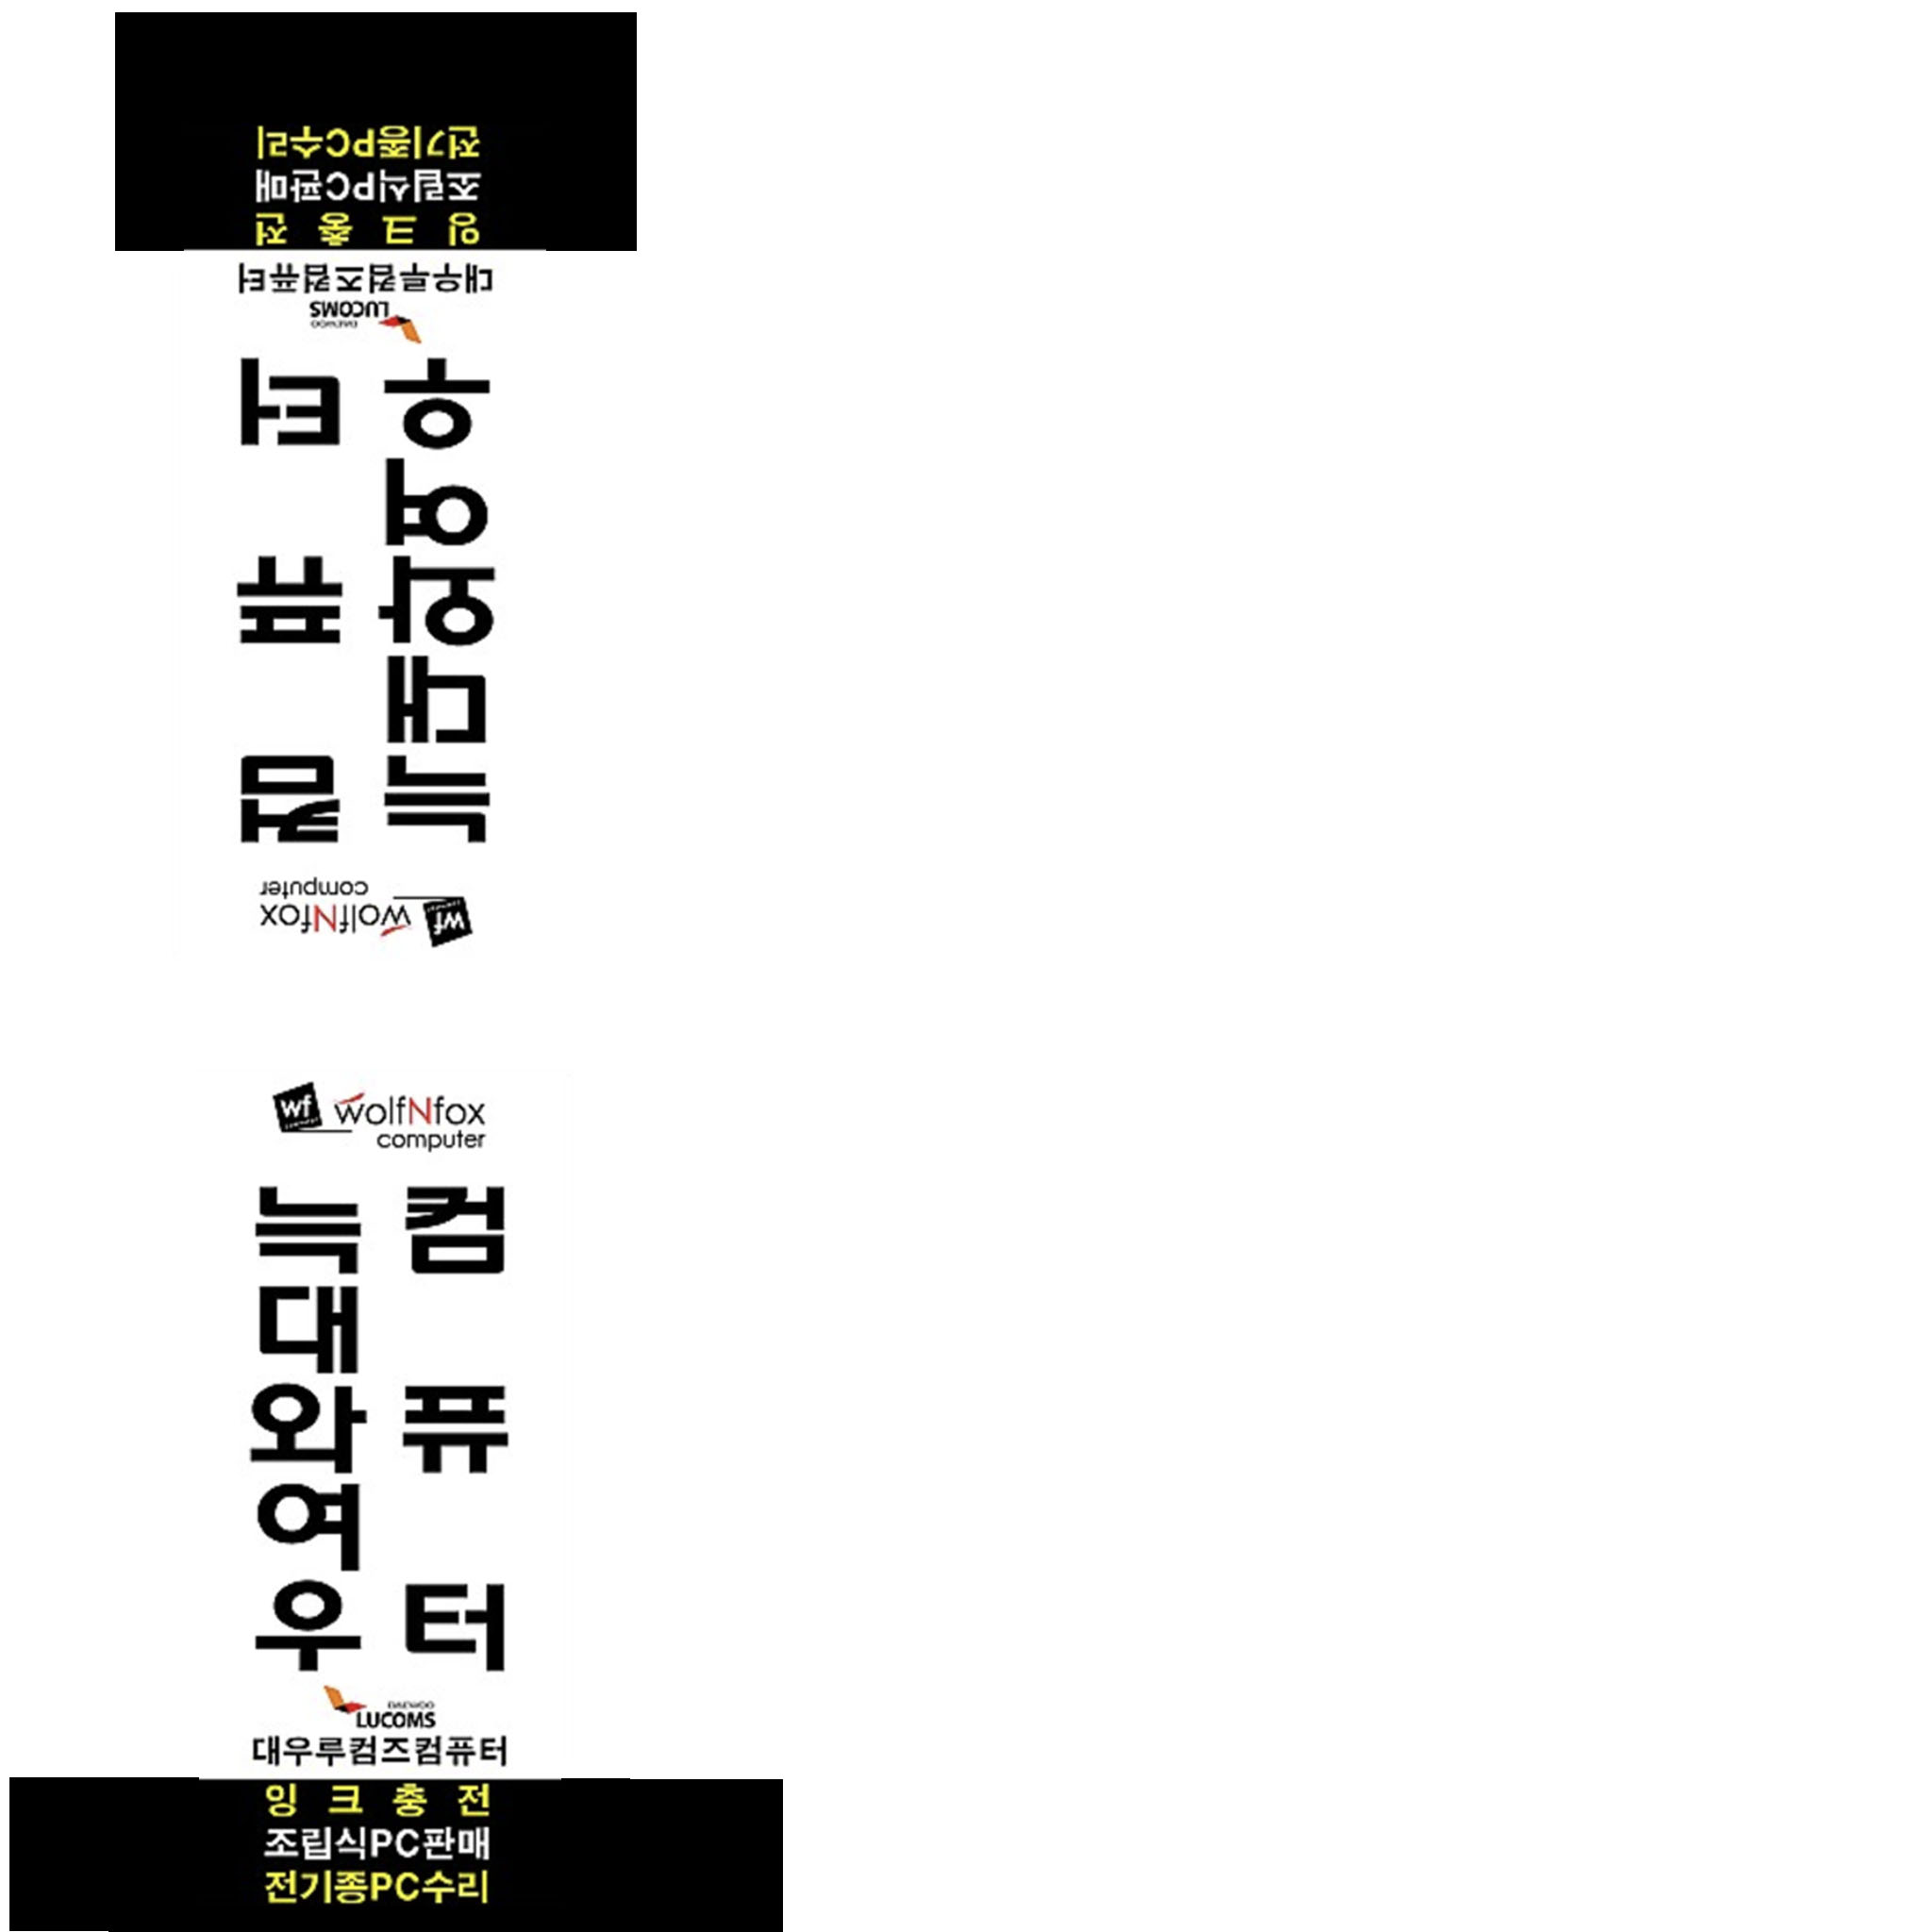 전기종PC수리
조립식PC판매
잉 크 충 전
대우루컴즈컴퓨터
DAEWOO
LUCOMS
우 터
여
와 퓨
대
늑 컴
computer
wf wolfNfox
wf wolfNfox
computer
늑 컴
대
와 퓨
여
우 터
DAEWOO
LUCOMS
대우루컴즈컴퓨터
잉 크 충 전
조립식PC판매
전기종PC수리